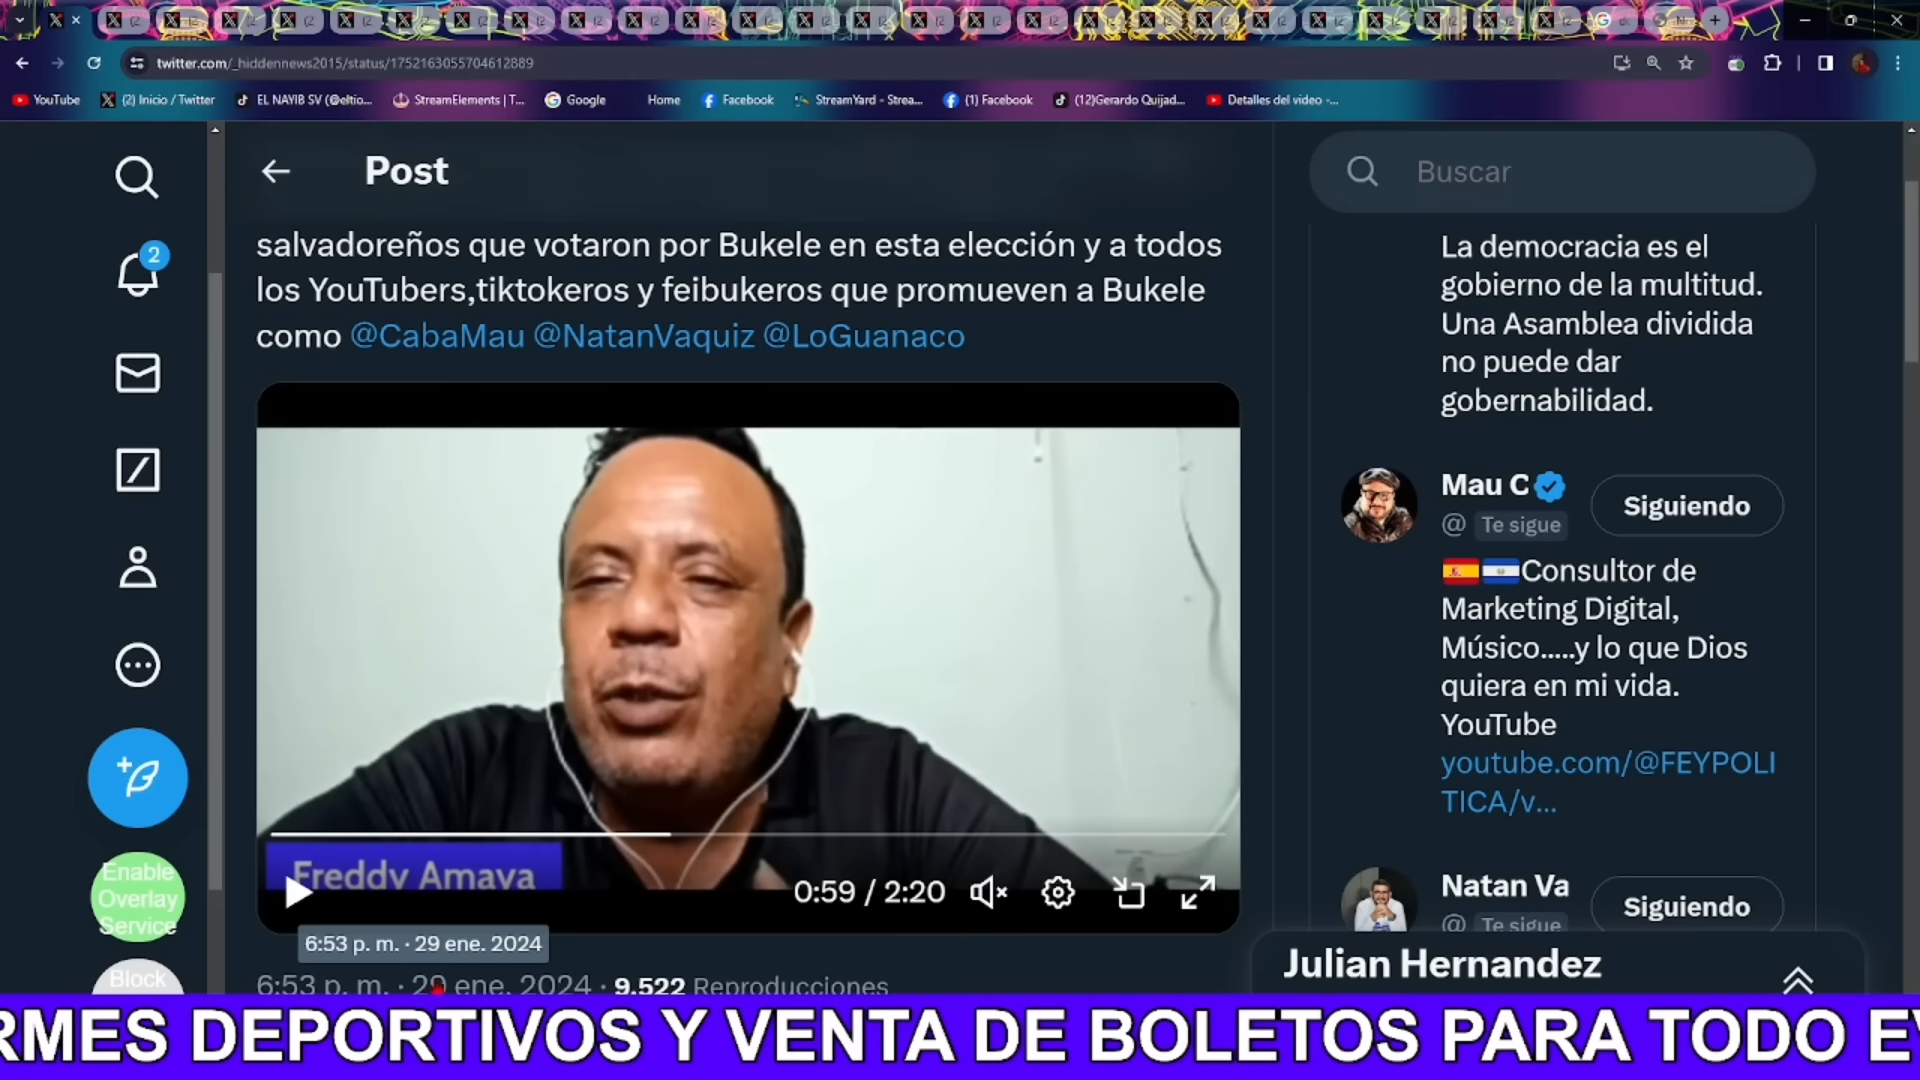 twitter.com/_hiddennews2015/status/1752163055704612889
YouTube
(2) Inicio / Twitter
EL NAYIB SV (@eltio...
StreamElements | T...
Google
Home
Facebook
StreamYard - Strea...
(1) Facebook
(12)Gerardo Quijad...
Detalles del video -...
Post
Buscar
2
salvadoreños que votaron por Bukele en esta elección y a todos
los YouTubers,tiktokeros y feibukeros que promueven a Bukele
como @CabaMau @NatanVaquiz @LoGuanaco
Freddy Amaya
0:59 / 2:20
6:53 p. m. · 29 ene. 2024
6:53 p. m. · 29 ene. 2024 · 9.522 Reproducciones
Enable
Overlay
Service
Block
La democracia es el
gobierno de la multitud.
Una Asamblea dividida
no puede dar
gobernabilidad.
Mau C
@ Te sigue
Siguiendo
Consultor de
Marketing Digital,
Músico.....y lo que Dios
quiera en mi vida.
YouTube
youtube.com/@FEYPOLI
TICA/v...
Natan Va
@ Te sigue
Siguiendo
Julian Hernandez
RMES DEPORTIVOS Y VENTA DE BOLETOS PARA TODO EV